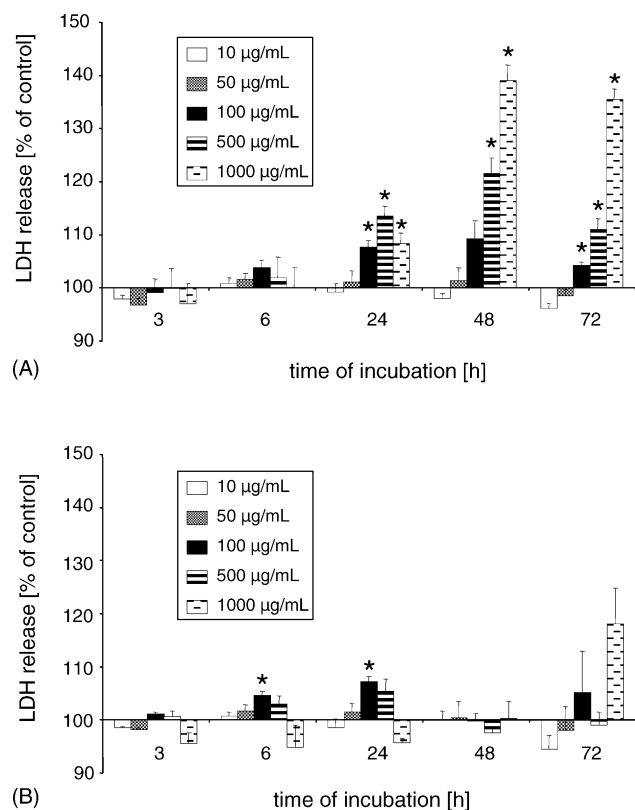 150
140
130
120
110
100
90
LDH release [% of control]
10 µg/mL
50 µg/mL
100 µg/mL
500 µg/mL
1000 µg/mL
* * * * * * * *
3 6 24 48 72
time of incubation [h]
(A)
150
140
130
120
110
100
90
LDH release [% of control]
10 µg/mL
50 µg/mL
100 µg/mL
500 µg/mL
1000 µg/mL
* *
3 6 24 48 72
time of incubation [h]
(B)